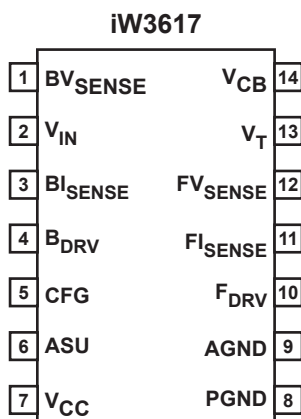 iW3617
1 BVSENSE VCB 14
2 VIN VT 13
3 BISENSE FVSENSE 12
4 BDRV FISENSE 11
5 CFG FDRV 10
6 ASU AGND 9
7 VCC PGND 8